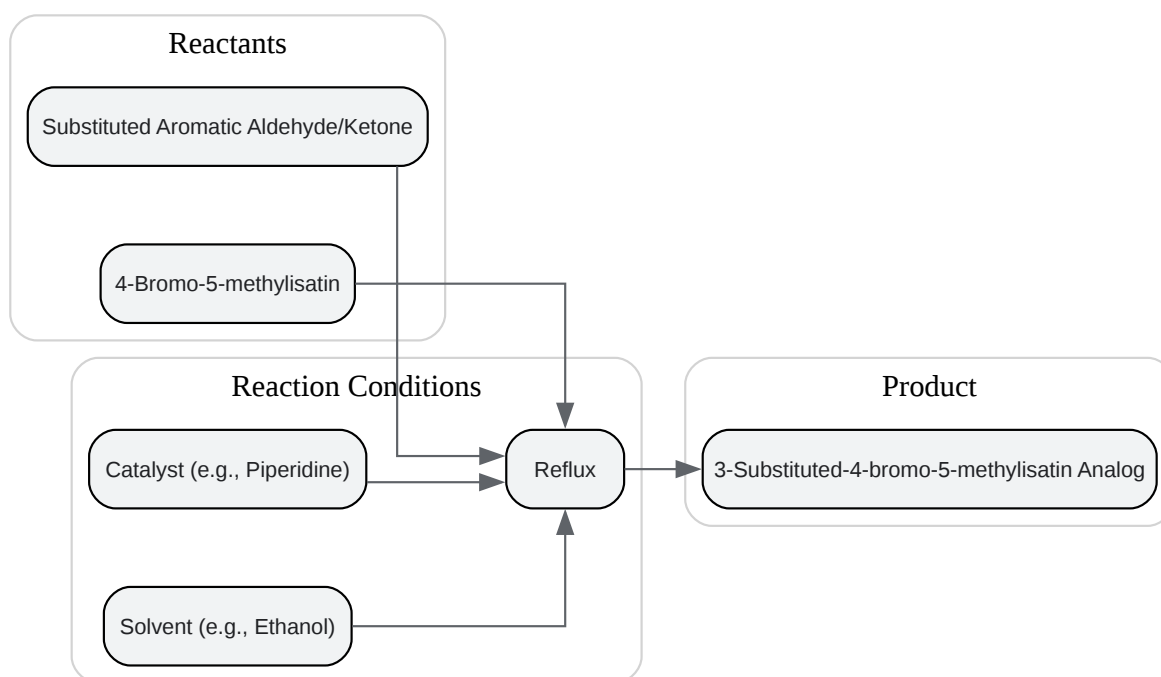 Reactants
Substituted Aromatic Aldehyde/Ketone
4-Bromo-5-methylisatin
Reaction Conditions
Catalyst (e.g., Piperidine)
Reflux
Solvent (e.g., Ethanol)
Product
3-Substituted-4-bromo-5-methylisatin Analog